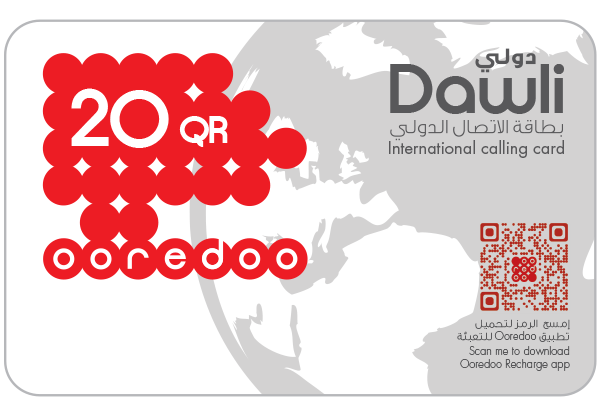 20 QR
ooredoo
دولي
Dawli
بطاقة الاتصال الدولي
International calling card
إمسح الرمز لتحميل
تطبيق Ooredoo للتعبئة
Scan me to download
Ooredoo Recharge app